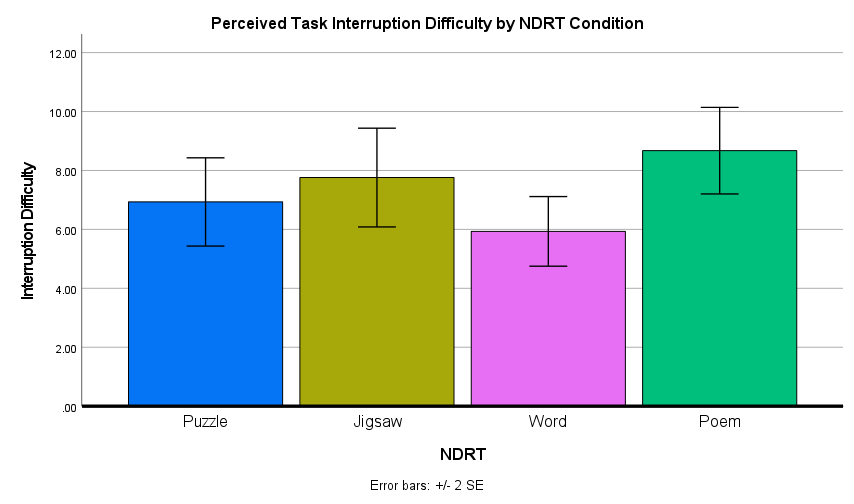 Perceived Task Interruption Difficulty by NDRT Condition
Interruption Difficulty
12.00
10.00
8.00
6.00
4.00
2.00
.00
Puzzle Jigsaw Word Poem
NDRT
Error bars: +/- 2 SE